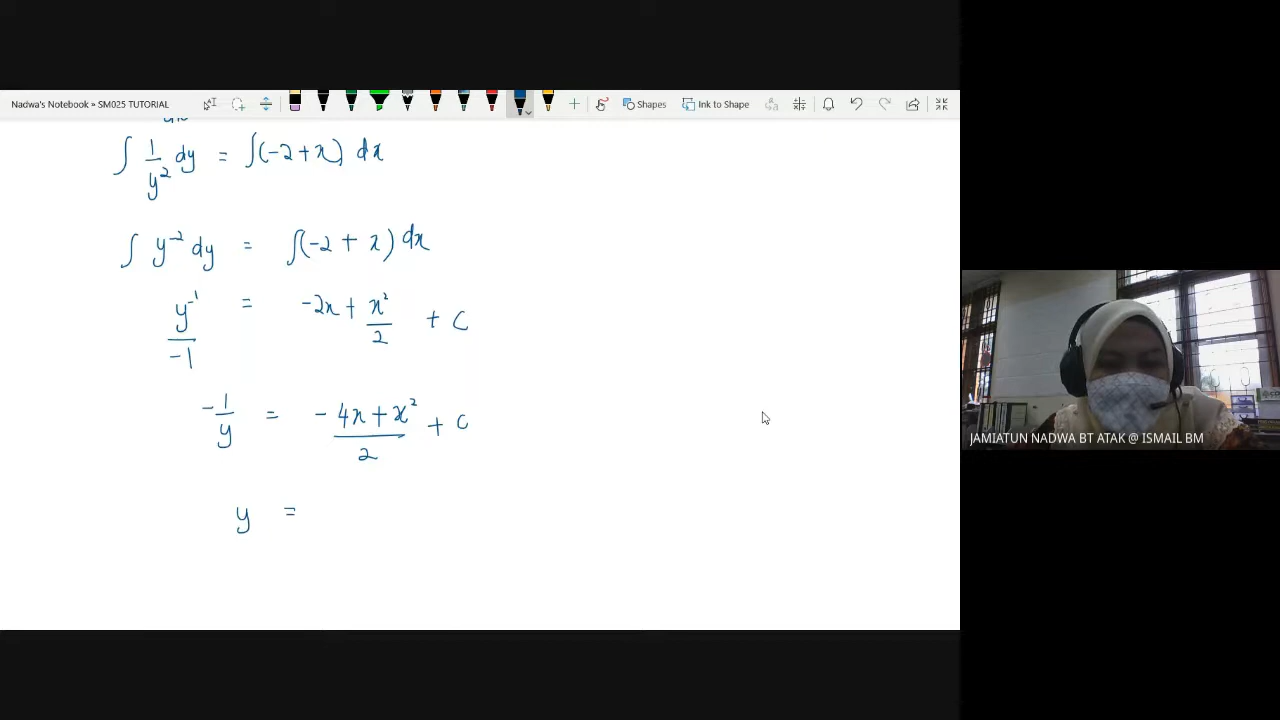 Nadwa's Notebook » SM025 TUTORIAL
Shapes
Ink to Shape
∫ 1/y² dy = ∫(-2+x) dx
∫ y⁻² dy = ∫(-2 + x) dx
y⁻¹/-1 = -2x + x²/2 + C
-1/y = -4x + x²/2 + C
y =
JAMIATUN NADWA BT ATAK @ ISMAIL BM